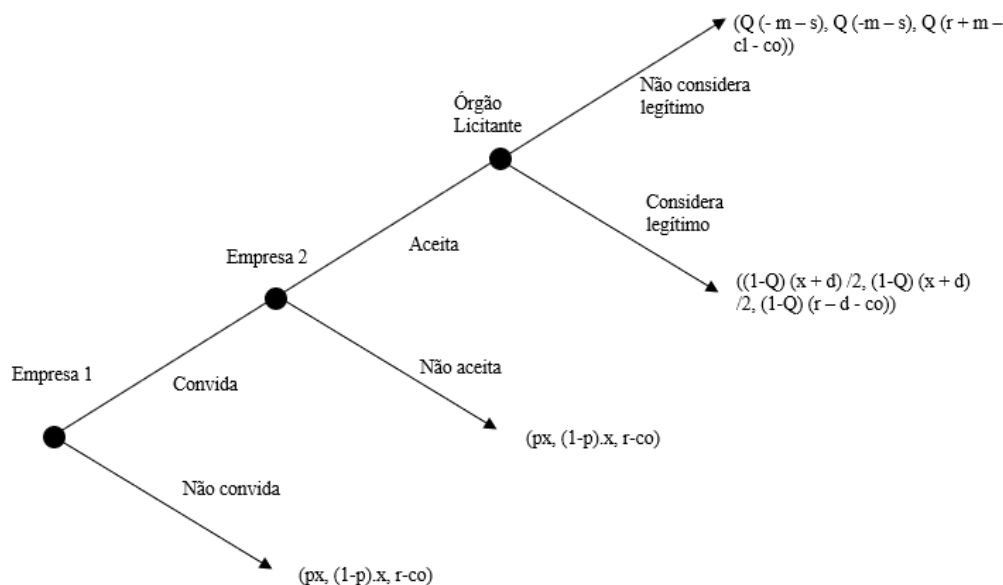 (Q (- m – s), Q (-m – s), Q (r + m –
cl - co))
Não considera
legítimo
Órgão
Licitante
Considera
legítimo
Empresa 2
Aceita
((1-Q) (x + d) /2, (1-Q) (x + d)
/2, (1-Q) (r – d - co))
Não aceita
Empresa 1
Convida
(px, (1-p).x, r-co)
Não convida
(px, (1-p).x, r-co)